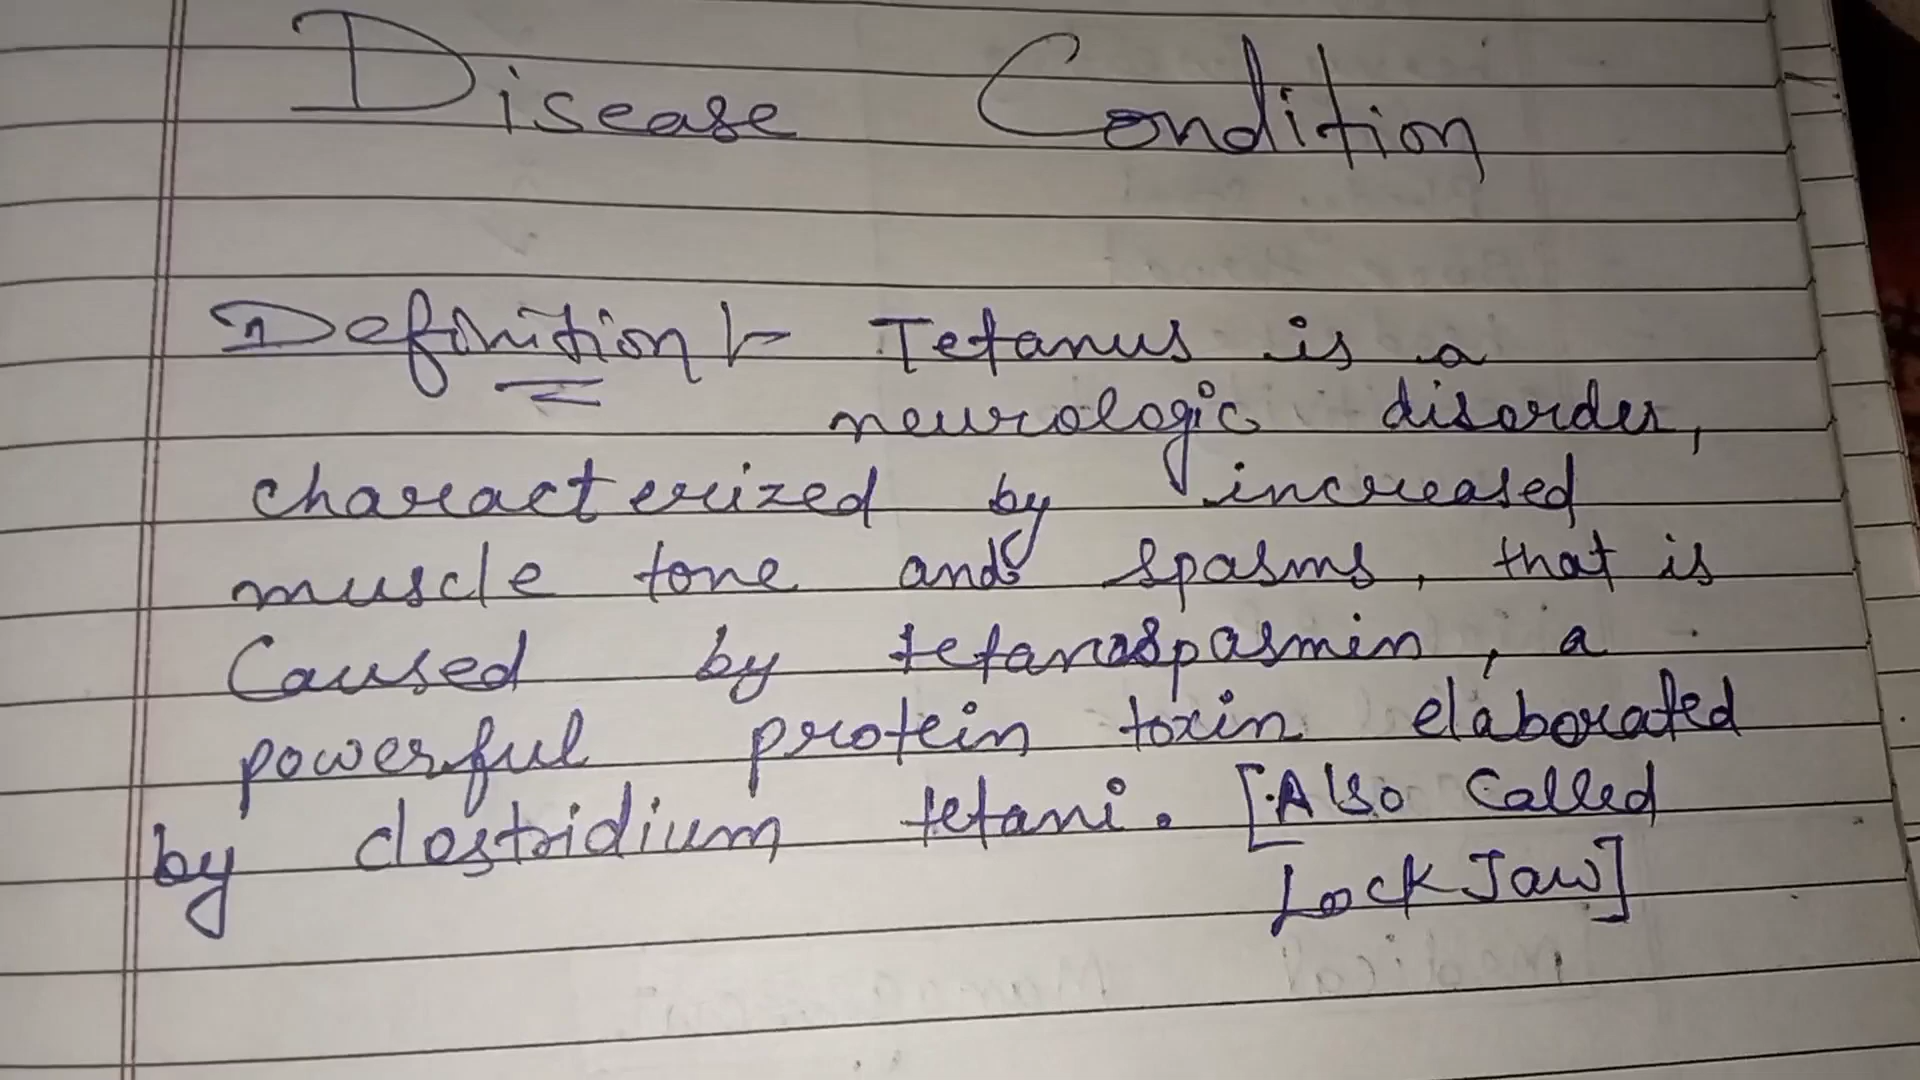 Disease Condition
Definition :- Tetanus is a
neurologic disorder,
characterized by increased
muscle tone and spasms, that is
Caused by tetanospasmin, a
powerful protein toxin elaborated
by clostridium tetani. [Also Called
Lock Jaw]